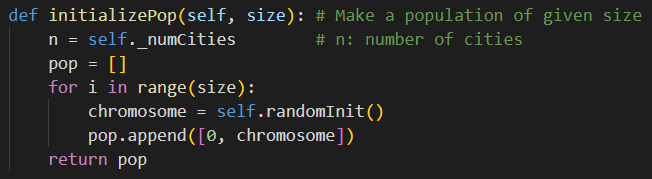 def initializePop(self, size): # Make a population of given size
    n = self._numCities        # n: number of cities
    pop = []
    for i in range(size):
        chromosome = self.randomInit()
        pop.append([0, chromosome])
    return pop